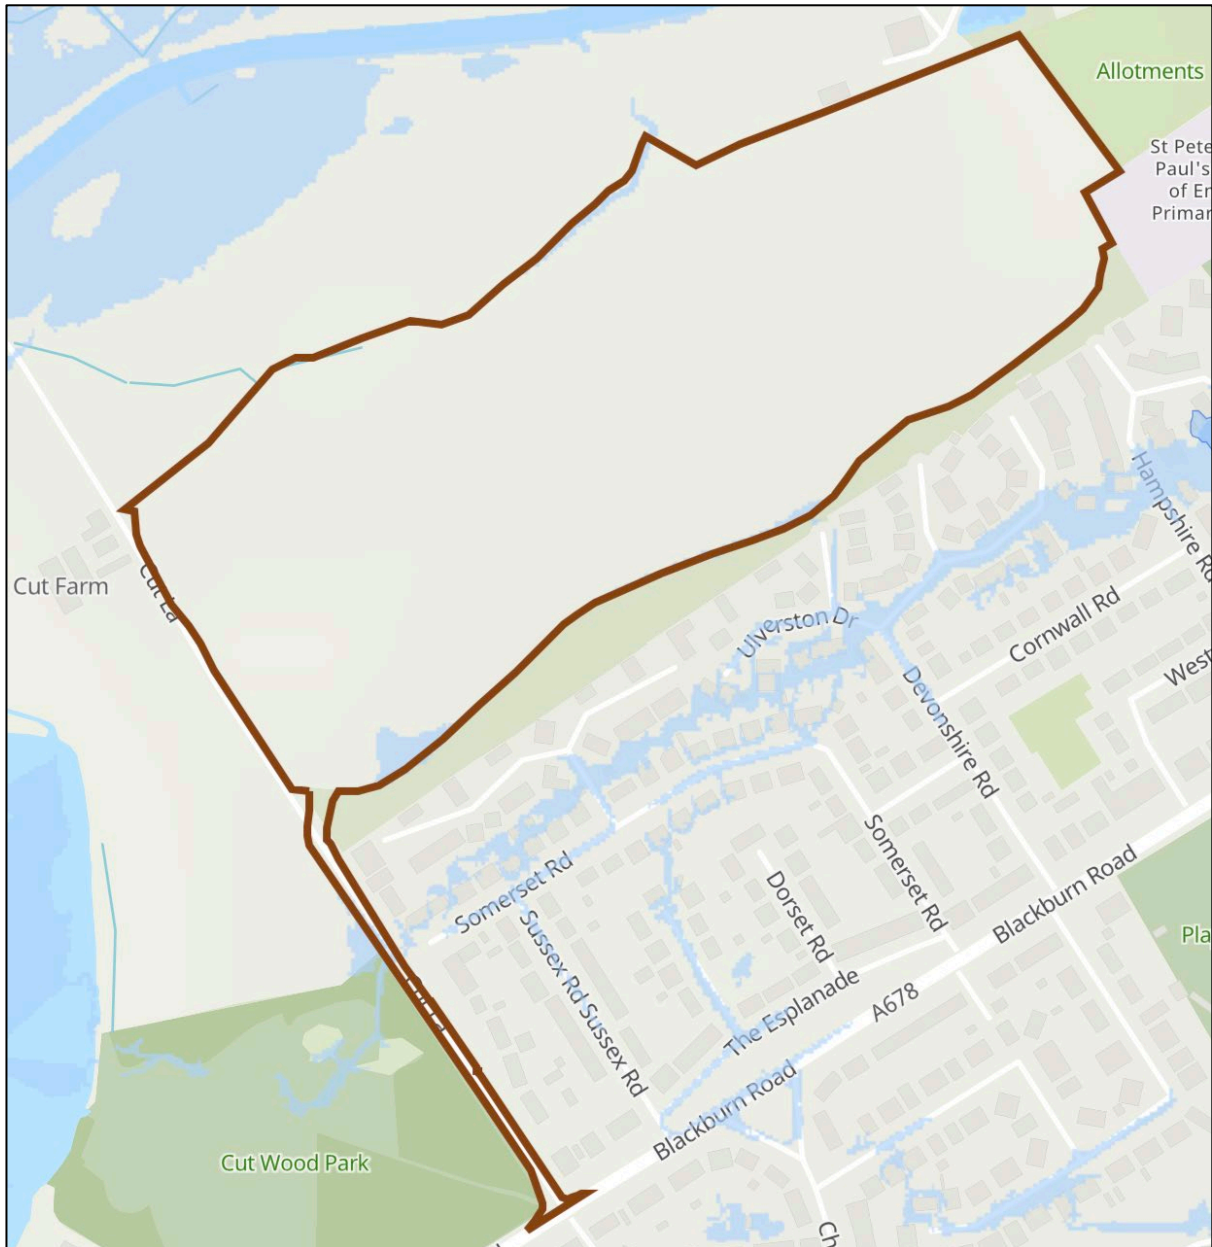 Allotments
St Pete
Paul's
of En
Primar
Hampshire Rd
Cut Farm
Cut La
Ulverston Dr
Cornwall Rd
West
Devonshire Rd
Somerset Rd
Somerset Rd
Blackburn Road
Dorset Rd
Sussex Rd Sussex Rd
Pla
The Esplanade
A678
Blackburn Road
Cut Wood Park
Ch